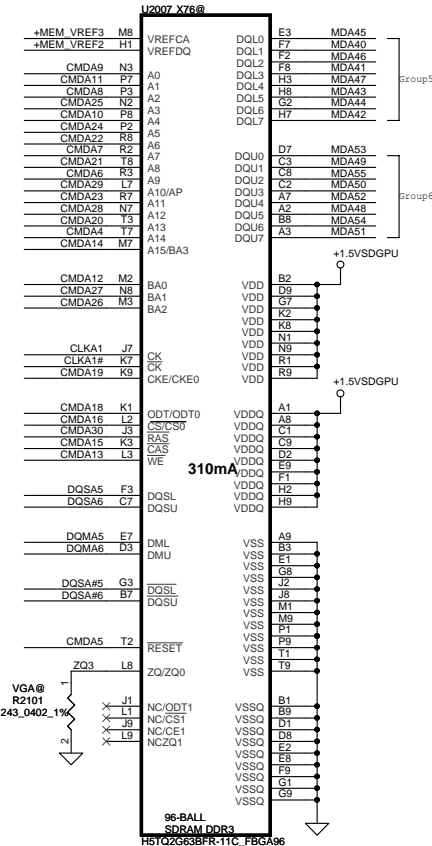 U2007 X76@
+MEM_VREF3 M8 VREFCA
+MEM_VREF2 H1 VREFDQ
CMDA9 N3 A0
CMDA11 P7 A1
CMDA8 P3 A2
CMDA25 N2 A3
CMDA10 P8 A4
CMDA24 P2 A5
CMDA22 R8 A6
CMDA7 R2 A7
CMDA21 T8 A8
CMDA6 R3 A9
CMDA29 L7 A10/AP
CMDA23 R7 A11
CMDA28 N7 A12
CMDA20 T3 A13
CMDA4 T7 A14
CMDA14 M7 A15/BA3
CMDA12 M2 BA0
CMDA27 N8 BA1
CMDA26 M3 BA2
CLKA1 J7 CK
CLKA1# K7 CK
CMDA19 K9 CKE/CKE0
CMDA18 K1 ODT/ODT0
CMDA16 L2 CS/CS0
CMDA30 J3 RAS
CMDA15 K3 CAS
CMDA13 L3 WE
310mA
DQSA5 F3 DQSL
DQSA6 C7 DQSU
DQMA5 E7 DML
DQMA6 D3 DMU
DQSA#5 G3 DQSL
DQSA#6 B7 DQSU
CMDA5 T2 RESET
ZQ3 L8 ZQ/ZQ0
1
VGA@
R2101
243_0402_1%
2
J1 NC/ODT1
L1 NC/CS1
J9 NC/CE1
L9 NCZQ1
DQL0 E3 MDA45
DQL1 F7 MDA40
DQL2 F2 MDA46
DQL3 F8 MDA41
DQL4 H3 MDA47
DQL5 H8 MDA43
DQL6 G2 MDA44
DQL7 H7 MDA42
Group5
DQU0 D7 MDA53
DQU1 C3 MDA49
DQU2 C8 MDA55
DQU3 C2 MDA50
DQU4 A7 MDA52
DQU5 A2 MDA48
DQU6 B8 MDA54
DQU7 A3 MDA51
Group6
+1.5VSDGPU
VDD B2
VDD D9
VDD G7
VDD K2
VDD K8
VDD N1
VDD N9
VDD R1
VDD R9
+1.5VSDGPU
VDDQ A1
VDDQ A8
VDDQ C1
VDDQ C9
VDDQ D2
VDDQ E9
VDDQ F1
VDDQ H2
VDDQ H9
VSS A9
VSS B3
VSS E1
VSS G8
VSS J2
VSS J8
VSS M1
VSS M9
VSS P1
VSS P9
VSS T1
VSS T9
VSSQ B1
VSSQ B9
VSSQ D1
VSSQ D8
VSSQ E2
VSSQ E8
VSSQ F9
VSSQ G1
VSSQ G9
96-BALL
SDRAM DDR3
H5TQ2G63BFR-11C_FBGA96